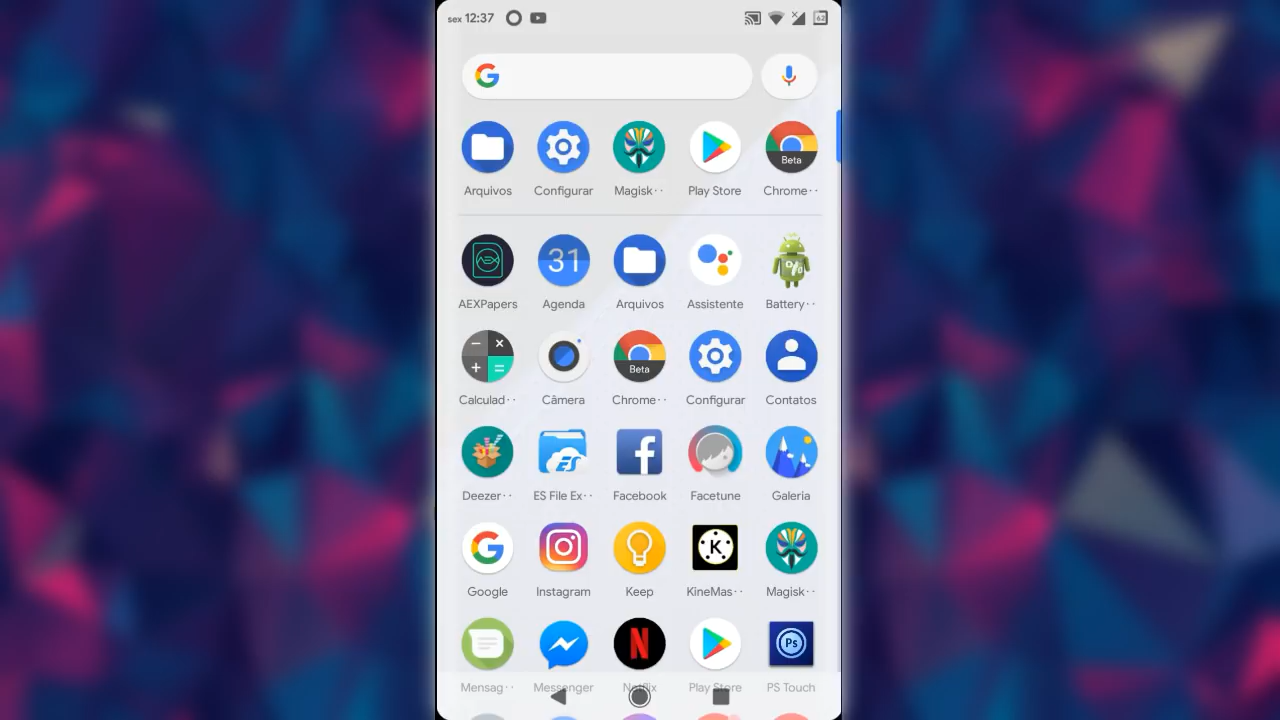 sex 12:37
62
Arquivos Configurar Magisk·· Play Store Chrome··
Beta
AEXPapers Agenda Arquivos Assistente Battery··
AEX 31 %
Calculad·· Câmera Chrome·· Configurar Contatos
Beta
Deezer·· ES File Ex·· Facebook Facetune Galeria
Google Instagram Keep KineMas·· Magisk··
Mensag·· Messenger Netflix Play Store PS Touch
Ps